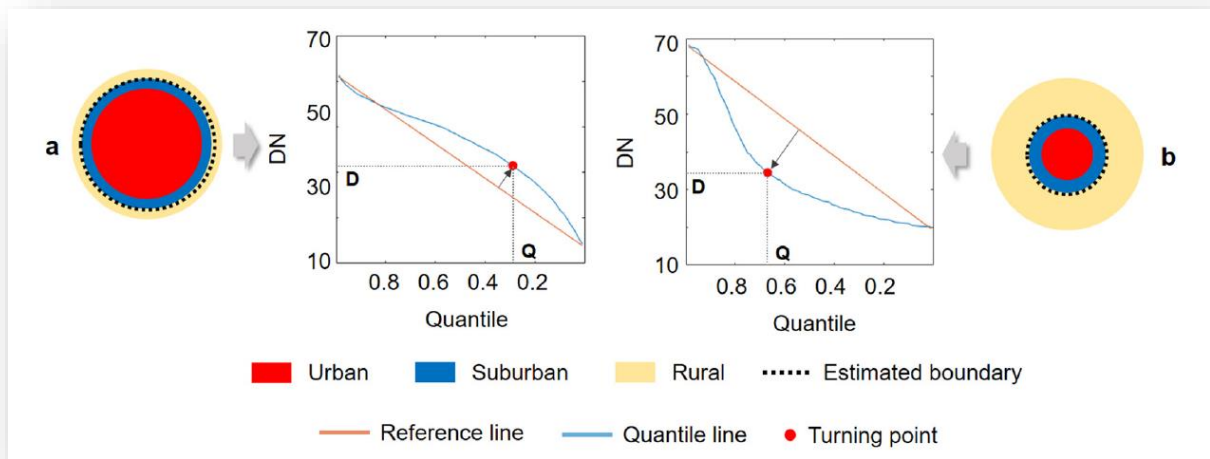 70
50
30
10
DN
D
Q
0.8 0.6 0.4 0.2
Quantile
a
70
50
30
10
DN
D
Q
0.8 0.6 0.4 0.2
Quantile
b
Urban Suburban Rural Estimated boundary
Reference line Quantile line Turning point